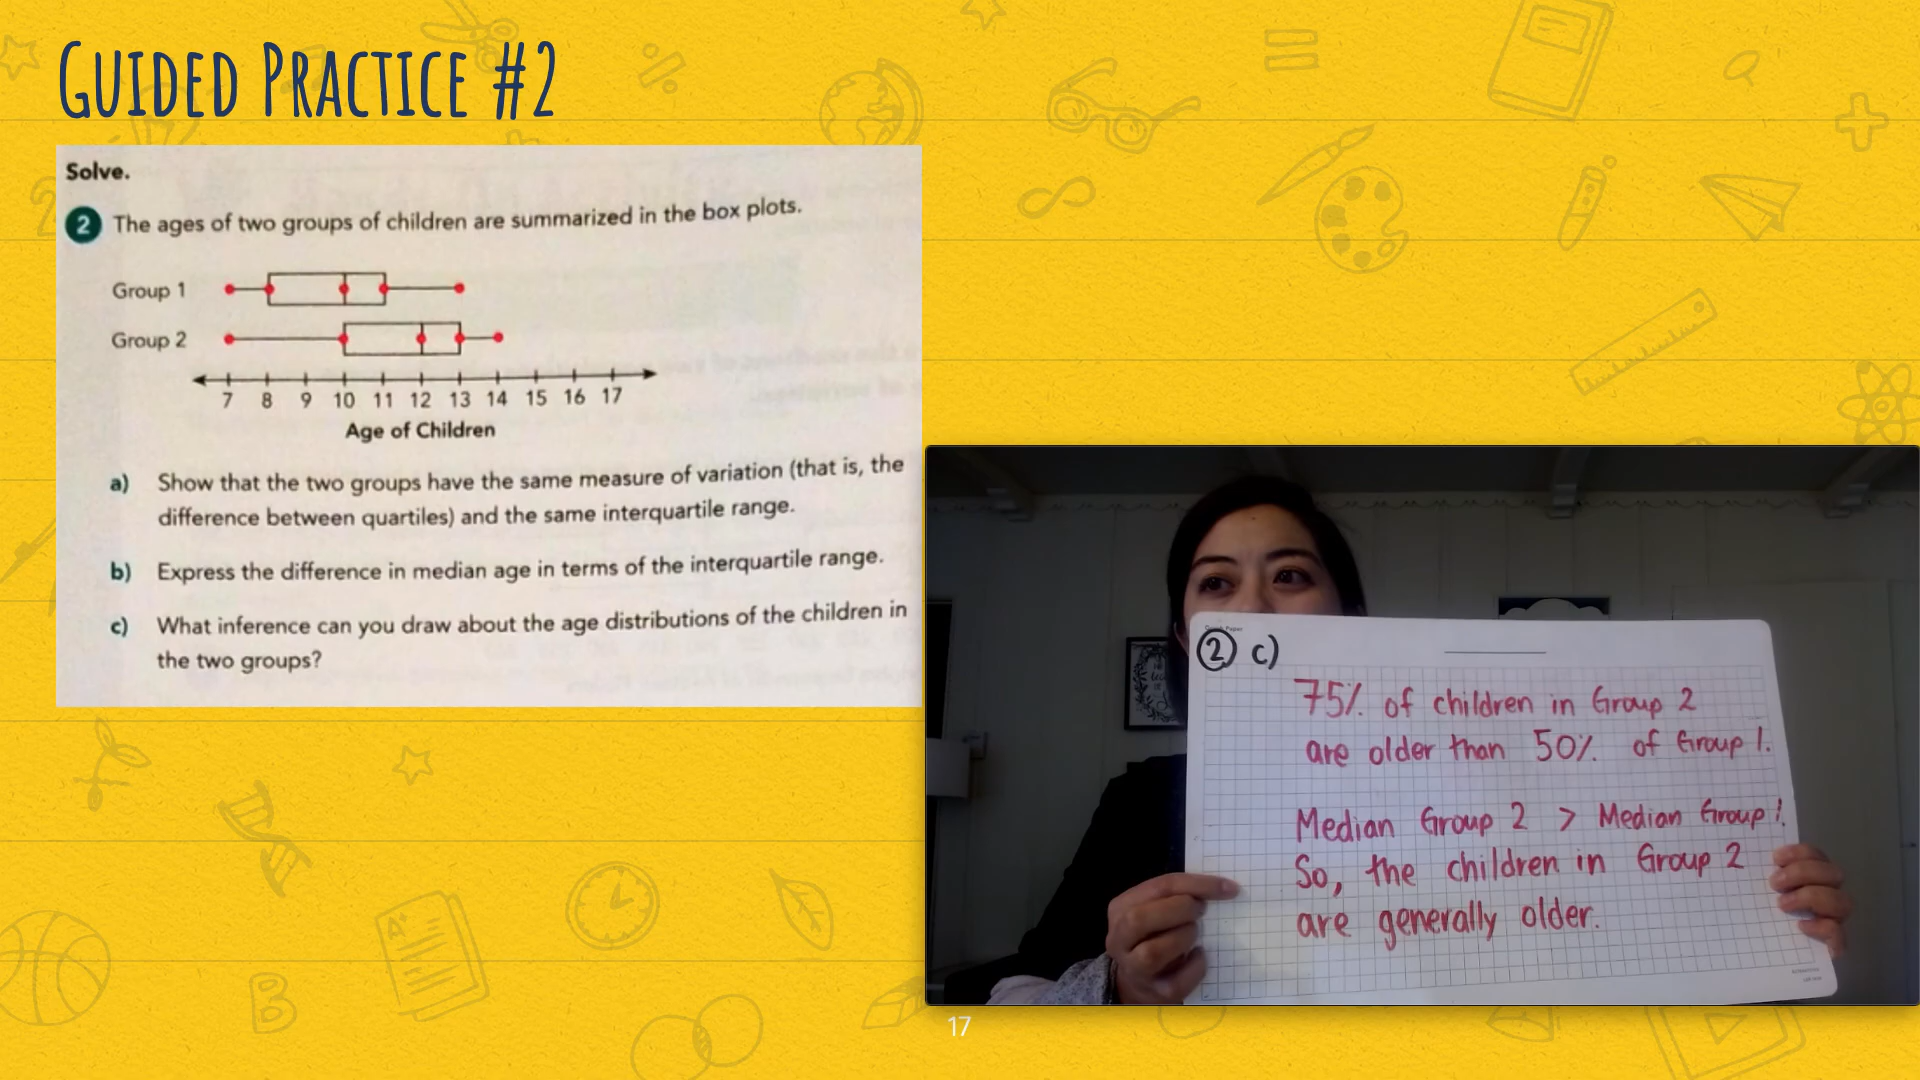 GUIDED PRACTICE #2
Solve.
2 The ages of two groups of children are summarized in the box plots.
Group 1
Group 2
7 8 9 10 11 12 13 14 15 16 17
Age of Children
a) Show that the two groups have the same measure of variation (that is, the
difference between quartiles) and the same interquartile range.
b) Express the difference in median age in terms of the interquartile range.
c) What inference can you draw about the age distributions of the children in
the two groups?
2 c)
75% of children in Group 2
are older than 50% of Group 1.
Median Group 2 > Median Group 1.
So, the children in Group 2
are generally older.
17